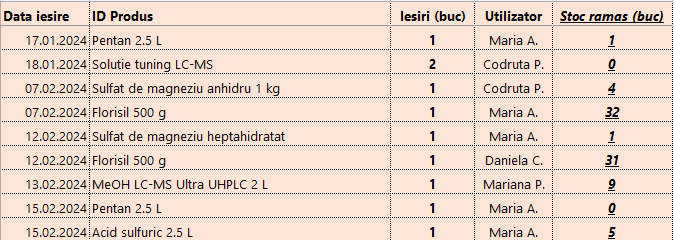 Data iesire ID Produs Iesiri (buc) Utilizator Stoc ramas (buc)
17.01.2024 Pentan 2.5 L 1 Maria A. 1
18.01.2024 Solutie tuning LC-MS 2 Codruta P. 0
07.02.2024 Sulfat de magneziu anhidru 1 kg 1 Codruta P. 4
07.02.2024 Florisil 500 g 1 Maria A. 32
12.02.2024 Sulfat de magneziu heptahidratat 1 Maria A. 1
12.02.2024 Florisil 500 g 1 Daniela C. 31
13.02.2024 MeOH LC-MS Ultra UHPLC 2 L 1 Mariana P. 9
15.02.2024 Pentan 2.5 L 1 Maria A. 0
15.02.2024 Acid sulfuric 2.5 L 1 Maria A. 5